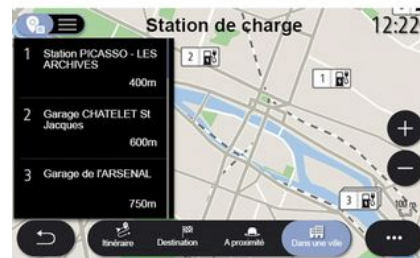 Station de charge
12:22
1 Station PICASSO - LES
ARCHIVES
400m
2 Garage CHATELET St
Jacques
600m
3 Garage de l'ARSENAL
750m
2
1
3
100 m
Itinéraire
Destination
A proximité
Dans une ville